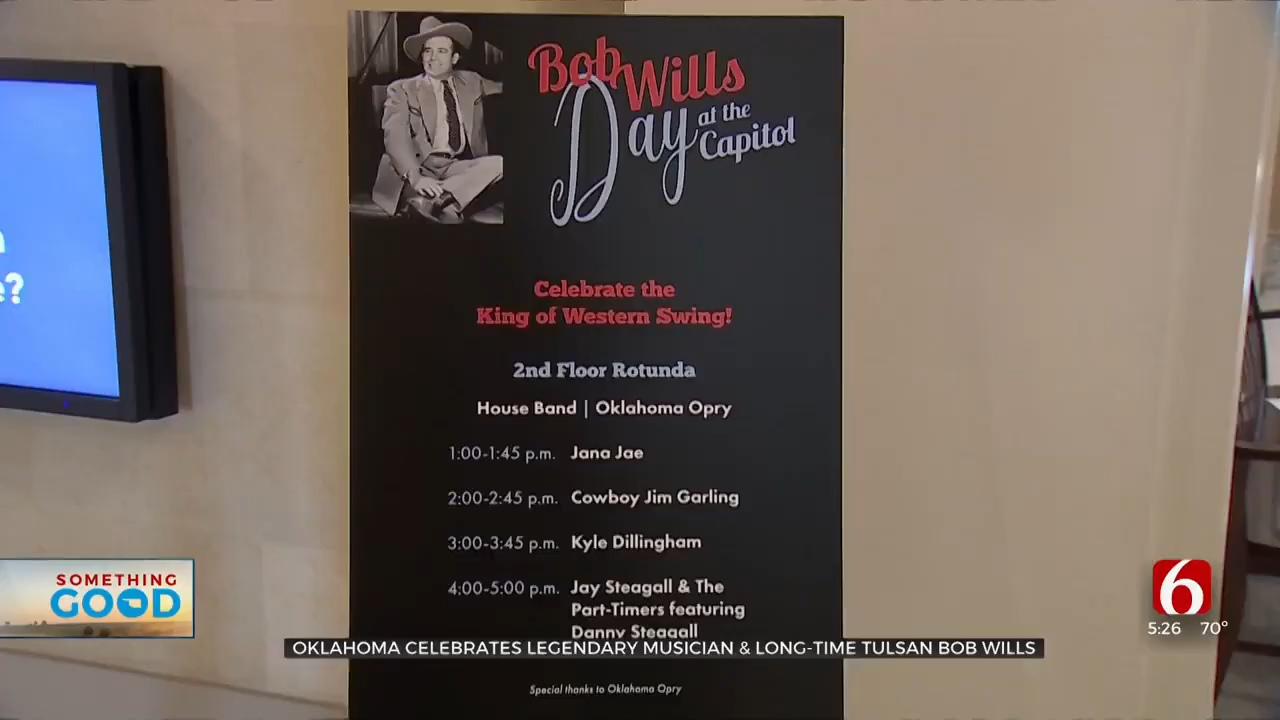 Bob Wills
Day at the
Capitol
Celebrate the
King of Western Swing!
2nd Floor Rotunda
House Band | Oklahoma Opry
1:00-1:45 p.m. Jana Jae
2:00-2:45 p.m. Cowboy Jim Garling
3:00-3:45 p.m. Kyle Dillingham
4:00-5:00 p.m. Jay Steagall & The
Part-Timers featuring
Danny Steagall
Special thanks to Oklahoma Opry
?
SOMETHING
GOOD
OKLAHOMA CELEBRATES LEGENDARY MUSICIAN & LONG-TIME TULSAN BOB WILLS
6
5:26 70°